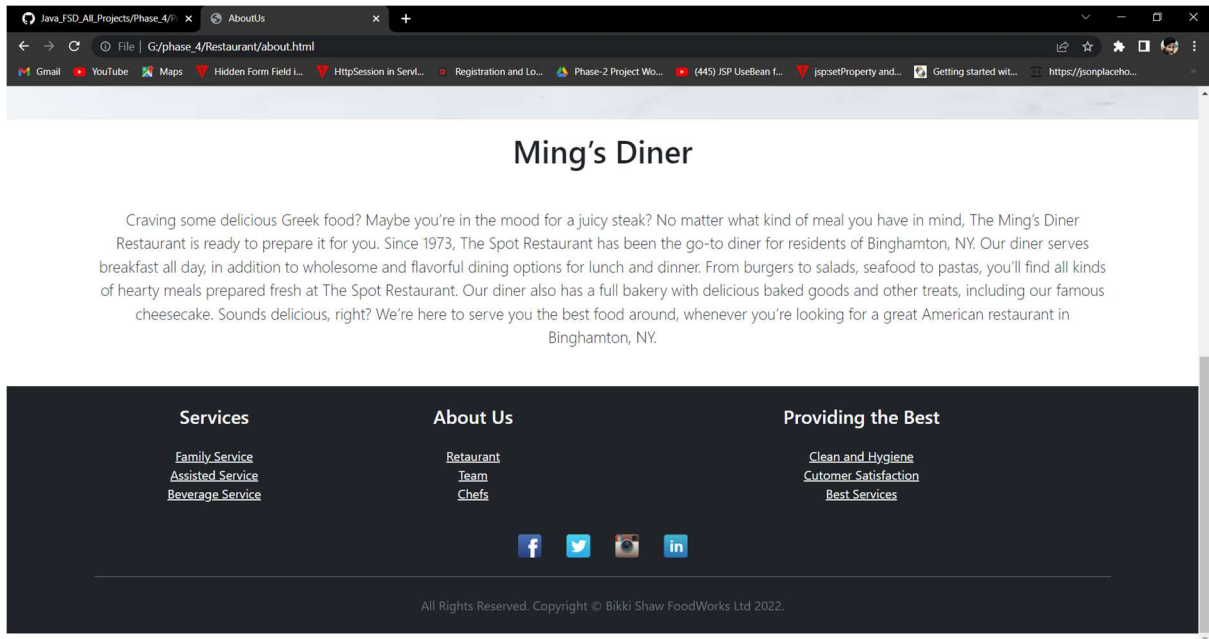 Java_FSD_All_Projects/Phase_4/P
AboutUs
File | G:/phase_4/Restaurant/about.html
Gmail YouTube Maps Hidden Form Field i... HttpSession in Servl... Registration and Lo... Phase-2 Project Wo... (445) JSP UseBean f... jsp:setProperty and... Getting started wit... https://jsonplaceho...
Ming's Diner
Craving some delicious Greek food? Maybe you're in the mood for a juicy steak? No matter what kind of meal you have in mind, The Ming's Diner
Restaurant is ready to prepare it for you. Since 1973, The Spot Restaurant has been the go-to diner for residents of Binghamton, NY. Our diner serves
breakfast all day, in addition to wholesome and flavorful dining options for lunch and dinner. From burgers to salads, seafood to pastas, you'll find all kinds
of hearty meals prepared fresh at The Spot Restaurant. Our diner also has a full bakery with delicious baked goods and other treats, including our famous
cheesecake. Sounds delicious, right? We're here to serve you the best food around, whenever you're looking for a great American restaurant in
Binghamton, NY.
Services
Family Service
Assisted Service
Beverage Service
About Us
Retaurant
Team
Chefs
Providing the Best
Clean and Hygiene
Cutomer Satisfaction
Best Services
All Rights Reserved. Copyright © Bikki Shaw FoodWorks Ltd 2022.